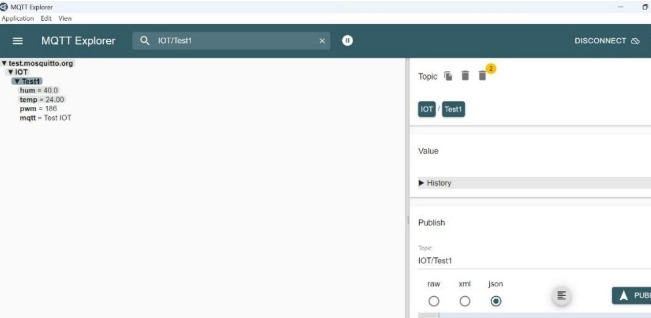 MQTT Explorer
Application Edit View
MQTT Explorer
IOT/Test1
DISCONNECT
▼ test.mosquitto.org
▼ IOT
▼ Test1
hum = 40.0
temp = 24.00
pwm = 186
mqtt = Test IOT
Topic
2
IOT / Test1
Value
▶ History
Publish
Topic
IOT/Test1
raw xml json
PUBL